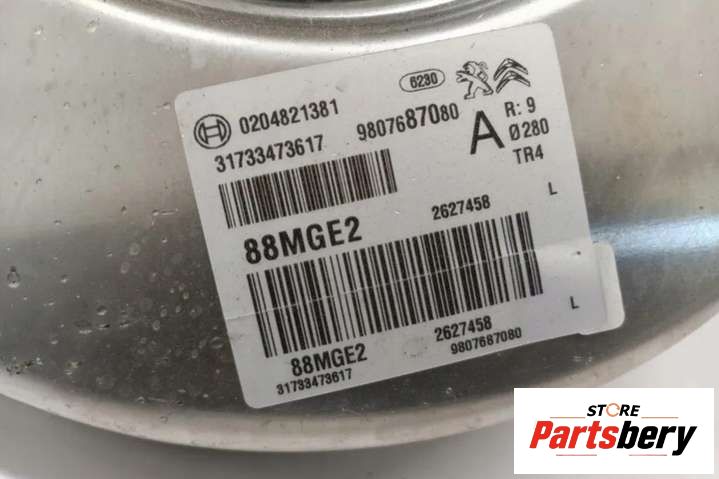 6230
0204821381
31733473617
9807687080
A
R: 9
Ø280
TR4
88MGE2
2627458
L
88MGE2
2627458
L
31733473617
9807687080
STORE
Partsbery